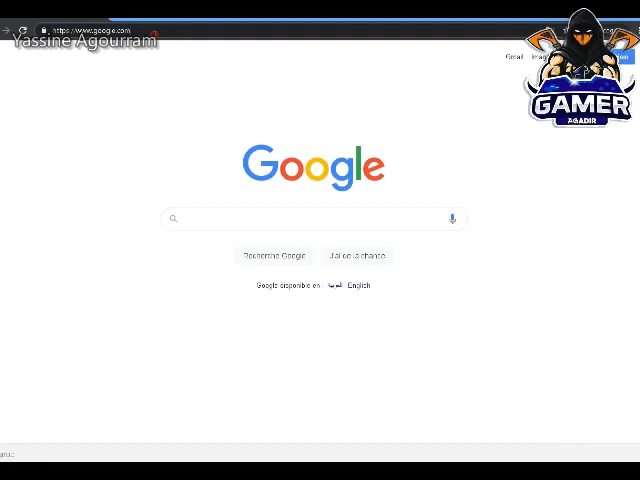 https://www.google.com
Yassine Agourram
Gmail
GAMER
AGADIR
Google
Recherche Google
J'ai de la chance
Google disponible en : العربية English